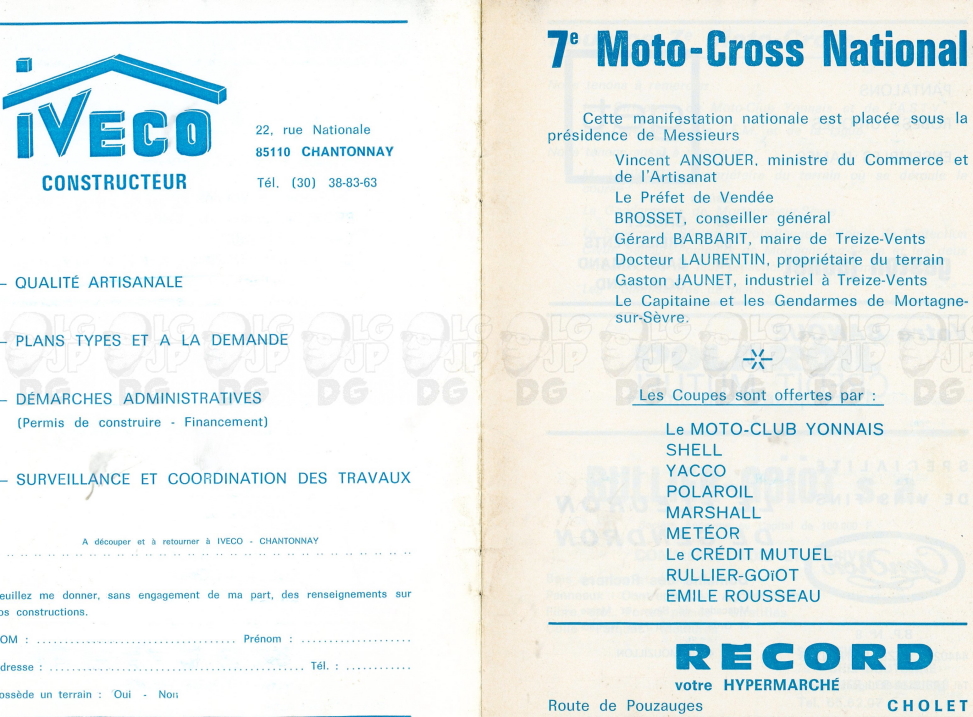 iVECO
CONSTRUCTEUR
22, rue Nationale
85110 CHANTONNAY
Tél. (30) 38-83-63
– QUALITÉ ARTISANALE
– PLANS TYPES ET A LA DEMANDE
– DÉMARCHES ADMINISTRATIVES
(Permis de construire - Financement)
– SURVEILLANCE ET COORDINATION DES TRAVAUX
A découper et à retourner à IVECO - CHANTONNAY
euillez me donner, sans engagement de ma part, des renseignements sur
os constructions.
OM : .................................. Prénom : ...................
dresse : ............................................ Tél. : ...........
ossède un terrain : Oui - Non
7e Moto-Cross National
Cette manifestation nationale est placée sous la
présidence de Messieurs
Vincent ANSQUER, ministre du Commerce et
de l'Artisanat
Le Préfet de Vendée
BROSSET, conseiller général
Gérard BARBARIT, maire de Treize-Vents
Docteur LAURENTIN, propriétaire du terrain
Gaston JAUNET, industriel à Treize-Vents
Le Capitaine et les Gendarmes de Mortagne-
sur-Sèvre.
Les Coupes sont offertes par :
Le MOTO-CLUB YONNAIS
SHELL
YACCO
POLAROIL
MARSHALL
METÉOR
Le CRÉDIT MUTUEL
RULLIER-GOïOT
EMILE ROUSSEAU
RECORD
votre HYPERMARCHÉ
Route de Pouzauges CHOLET
LG JP DG